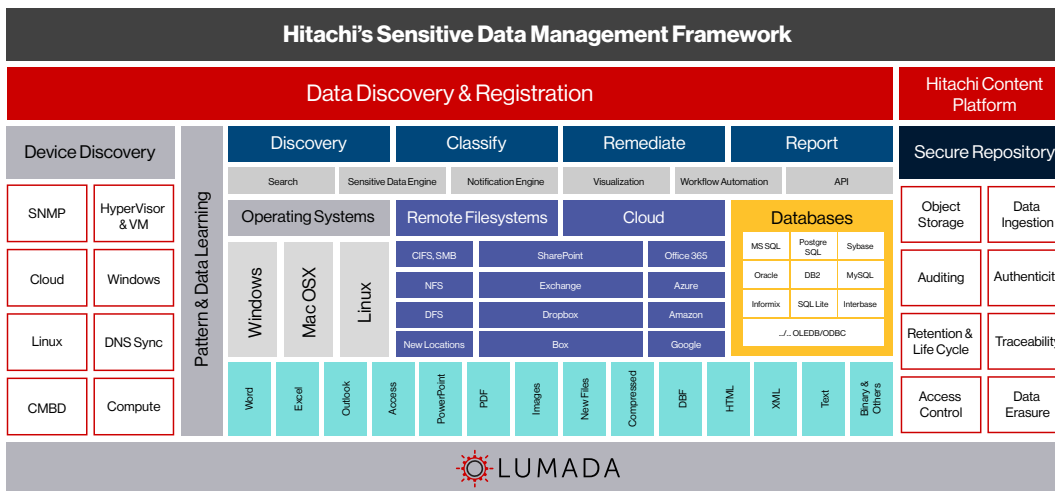 Hitachi's Sensitive Data Management Framework
Data Discovery & Registration
Hitachi Content
Platform
Device Discovery
SNMP
HyperVisor
& VM
Cloud
Windows
Linux
DNS Sync
CMBD
Compute
Pattern & Data Learning
Discovery
Classify
Remediate
Report
Search
Sensitive Data Engine
Notification Engine
Visualization
Workflow Automation
API
Operating Systems
Windows
Mac OSX
Linux
Remote Filesystems
Cloud
CIFS, SMB
SharePoint
Office 365
NFS
Exchange
Azure
DFS
Dropbox
Amazon
New Locations
Box
Google
Databases
MS SQL
Postgre
SQL
Sybase
Oracle
DB2
MySQL
Informix
SQL Lite
Interbase
../.. OLEDB/ODBC
Word
Excel
Outlook
Access
PowerPoint
PDF
Images
New Files
Compressed
DBF
HTML
XML
Text
Binary &
Others
Secure Repository
Object
Storage
Data
Ingestion
Auditing
Authenticit
Retention &
Life Cycle
Traceability
Access
Control
Data
Erasure
LUMADA